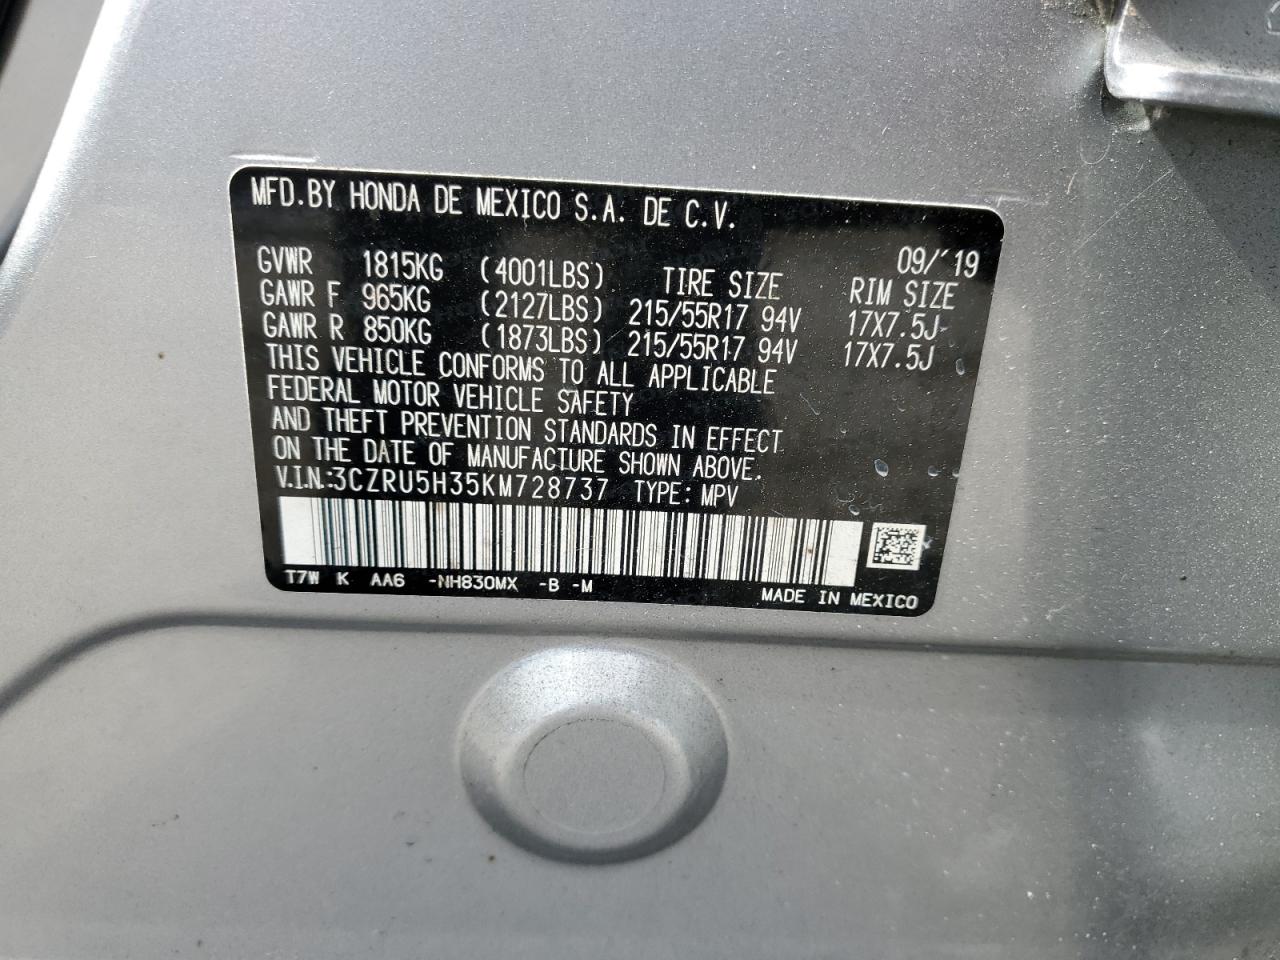 MFD.BY HONDA DE MEXICO S.A. DE C.V.
09/'19
GVWR 1815KG (4001LBS) TIRE SIZE RIM SIZE
GAWR F 965KG (2127LBS) 215/55R17 94V 17X7.5J
GAWR R 850KG (1873LBS) 215/55R17 94V 17X7.5J
THIS VEHICLE CONFORMS TO ALL APPLICABLE
FEDERAL MOTOR VEHICLE SAFETY
AND THEFT PREVENTION STANDARDS IN EFFECT
ON THE DATE OF MANUFACTURE SHOWN ABOVE.
V.I.N.:3CZRU5H35KM728737 TYPE: MPV
T7W K AA6 -NH830MX -B -M
MADE IN MEXICO